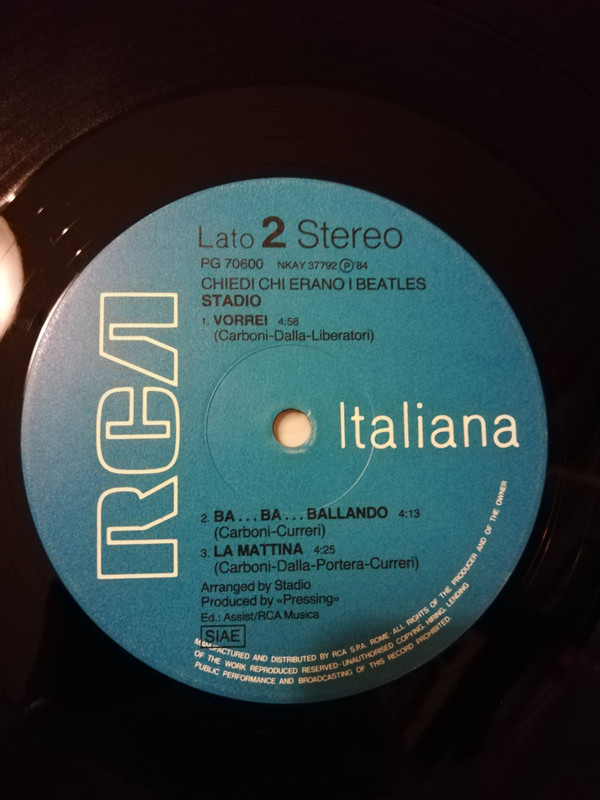 Lato 2 Stereo
PG 70600 NKAY 37792 Ⓟ'84
CHIEDI CHI ERANO I BEATLES
STADIO
1. VORREI 4:58
(Carboni-Dalla-Liberatori)
RCA
Italiana
2. BA...BA...BALLANDO 4:13
(Carboni-Curreri)
3. LA MATTINA 4:25
(Carboni-Dalla-Portera-Curreri)
Arranged by Stadio
Produced by «Pressing»
Ed.: Assist/RCA Musica
SIAE
MANUFACTURED AND DISTRIBUTED BY RCA S.P.A. ROME-ALL RIGHTS OF THE PRODUCER AND OF THE OWNER
OF THE WORK REPRODUCED RESERVED-UNAUTHORISED COPYING, HIRING, LENDING
PUBLIC PERFORMANCE AND BROADCASTING OF THIS RECORD PROHIBITED.